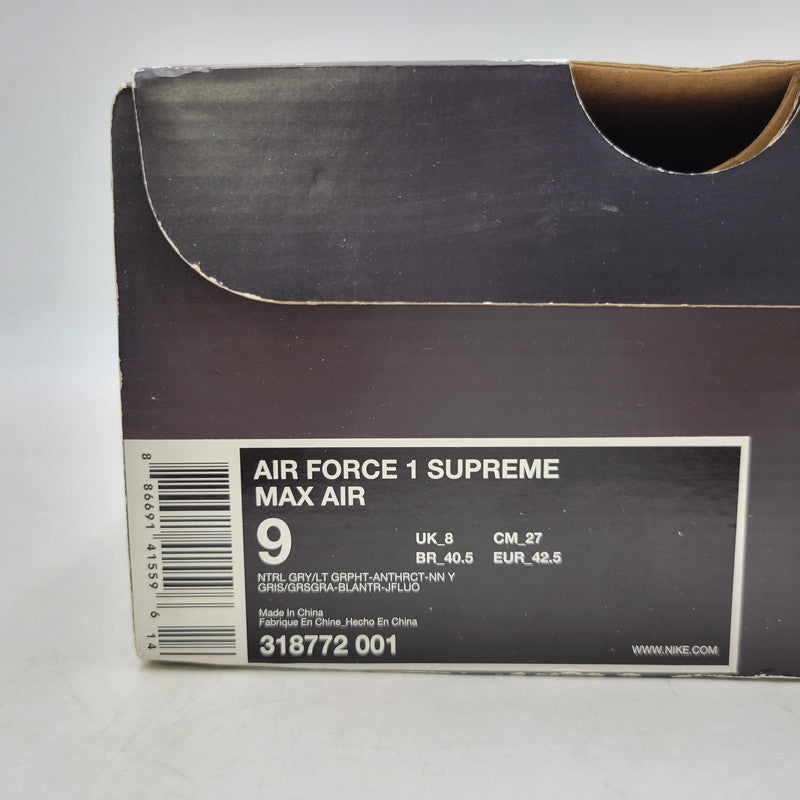 AIR FORCE 1 SUPREME
MAX AIR
9
UK_8 CM_27
BR_40.5 EUR_42.5
NTRL GRY/LT GRPHT-ANTHRCT-NN Y
GRIS/GRSGRA-BLANTR-JFLUO
Made In China
Fabrique En Chine_Hecho En China
318772 001
WWW.NIKE.COM
8 86691 41559 6 14